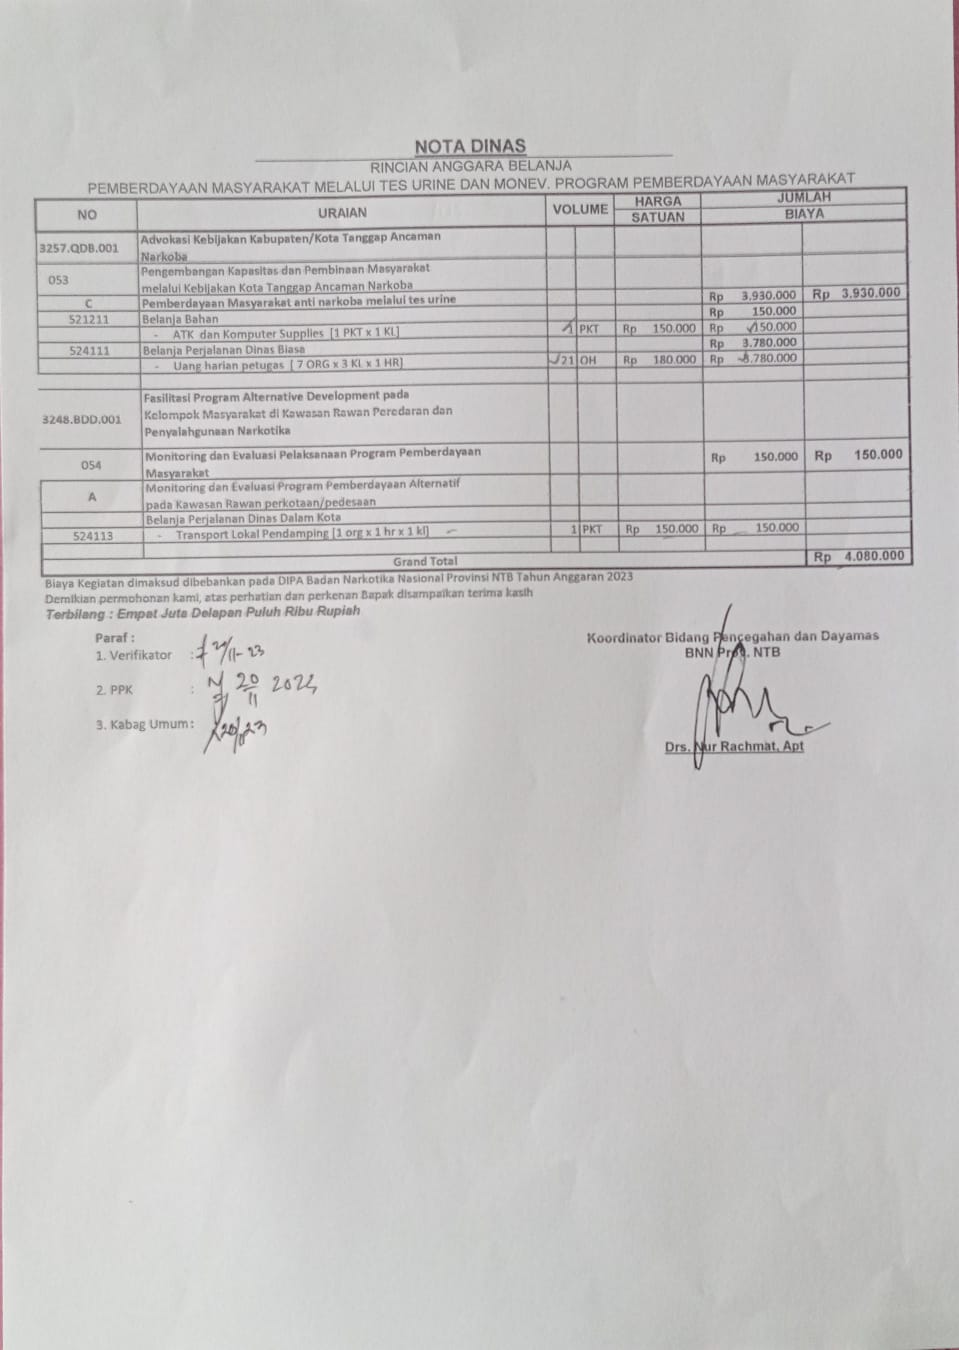 NOTA DINAS
RINCIAN ANGGARA BELANJA
PEMBERDAYAAN MASYARAKAT MELALUI TES URINE DAN MONEV. PROGRAM PEMBERDAYAAN MASYARAKAT
NO URAIAN VOLUME HARGA SATUAN JUMLAH BIAYA
3257.QDB.001 Advokasi Kebijakan Kabupaten/Kota Tanggap Ancaman
Narkoba
053 Pengembangan Kapasitas dan Pembinaan Masyarakat
melalui Kebijakan Kota Tanggap Ancaman Narkoba
C Pemberdayaan Masyarakat anti narkoba melalui tes urine Rp 3.930.000 Rp 3.930.000
521211 Belanja Bahan Rp 150.000
- ATK dan Komputer Supplies [1 PKT x 1 KL] 1 PKT Rp 150.000 Rp 150.000
524111 Belanja Perjalanan Dinas Biasa Rp 3.780.000
- Uang harian petugas [ 7 ORG x 3 KL x 1 HR] 21 OH Rp 180.000 Rp 3.780.000
3248.BDD.001 Fasilitasi Program Alternative Development pada
Kelompok Masyarakat di Kawasan Rawan Peredaran dan
Penyalahgunaan Narkotika
054 Monitoring dan Evaluasi Pelaksanaan Program Pemberdayaan Rp 150.000 Rp 150.000
Masyarakat
A Monitoring dan Evaluasi Program Pemberdayaan Alternatif
pada Kawasan Rawan perkotaan/pedesaan
Belanja Perjalanan Dinas Dalam Kota
524113 - Transport Lokal Pendamping [1 org x 1 hr x 1 kl] 1 PKT Rp 150.000 Rp 150.000
Grand Total Rp 4.080.000
Biaya Kegiatan dimaksud dibebankan pada DIPA Badan Narkotika Nasional Provinsi NTB Tahun Anggaran 2023
Demikian permohonan kami, atas perhatian dan perkenan Bapak disampaikan terima kasih
Terbilang : Empat Juta Delapan Puluh Ribu Rupiah
Paraf :
1. Verifikator :
2. PPK : 20/11 2023
3. Kabag Umum :
Koordinator Bidang Pencegahan dan Dayamas
BNN Prov. NTB
Drs. Nur Rachmat, Apt